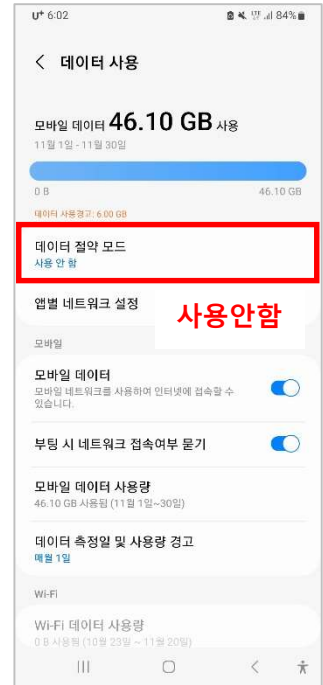 U+ 6:02 84%
데이터 사용
모바일 데이터 46.10 GB 사용
11월 1일 - 11월 30일
0 B 46.10 GB
데이터 사용경고: 6.00 GB
데이터 절약 모드
사용 안 함
앱별 네트워크 설정
사용안함
모바일
모바일 데이터
모바일 네트워크를 사용하여 인터넷에 접속할 수
있습니다.
부팅 시 네트워크 접속여부 묻기
모바일 데이터 사용량
46.10 GB 사용됨 (11월 1일~30일)
데이터 측정일 및 사용량 경고
매월 1일
Wi-Fi
Wi-Fi 데이터 사용량
0 B 사용됨 (10월 23일 ~ 11월 20일)